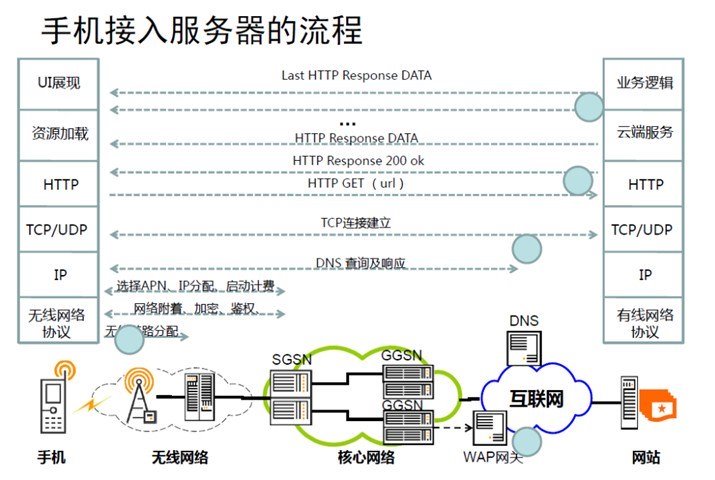 手机接入服务器的流程
UI展现
Last HTTP Response DATA
业务逻辑
...
资源加载
HTTP Response DATA
云端服务
HTTP Response 200 ok
HTTP
HTTP GET （url）
HTTP
TCP/UDP
TCP连接建立
TCP/UDP
IP
DNS 查询及响应
IP
选择APN、IP分配、启动计费
无线网络
协议
网络附着、加密、鉴权、
有线网络
协议
路分配
DNS
SGSN
GGSN
GGSN
互联网
WAP网关
手机
无线网络
核心网络
网站